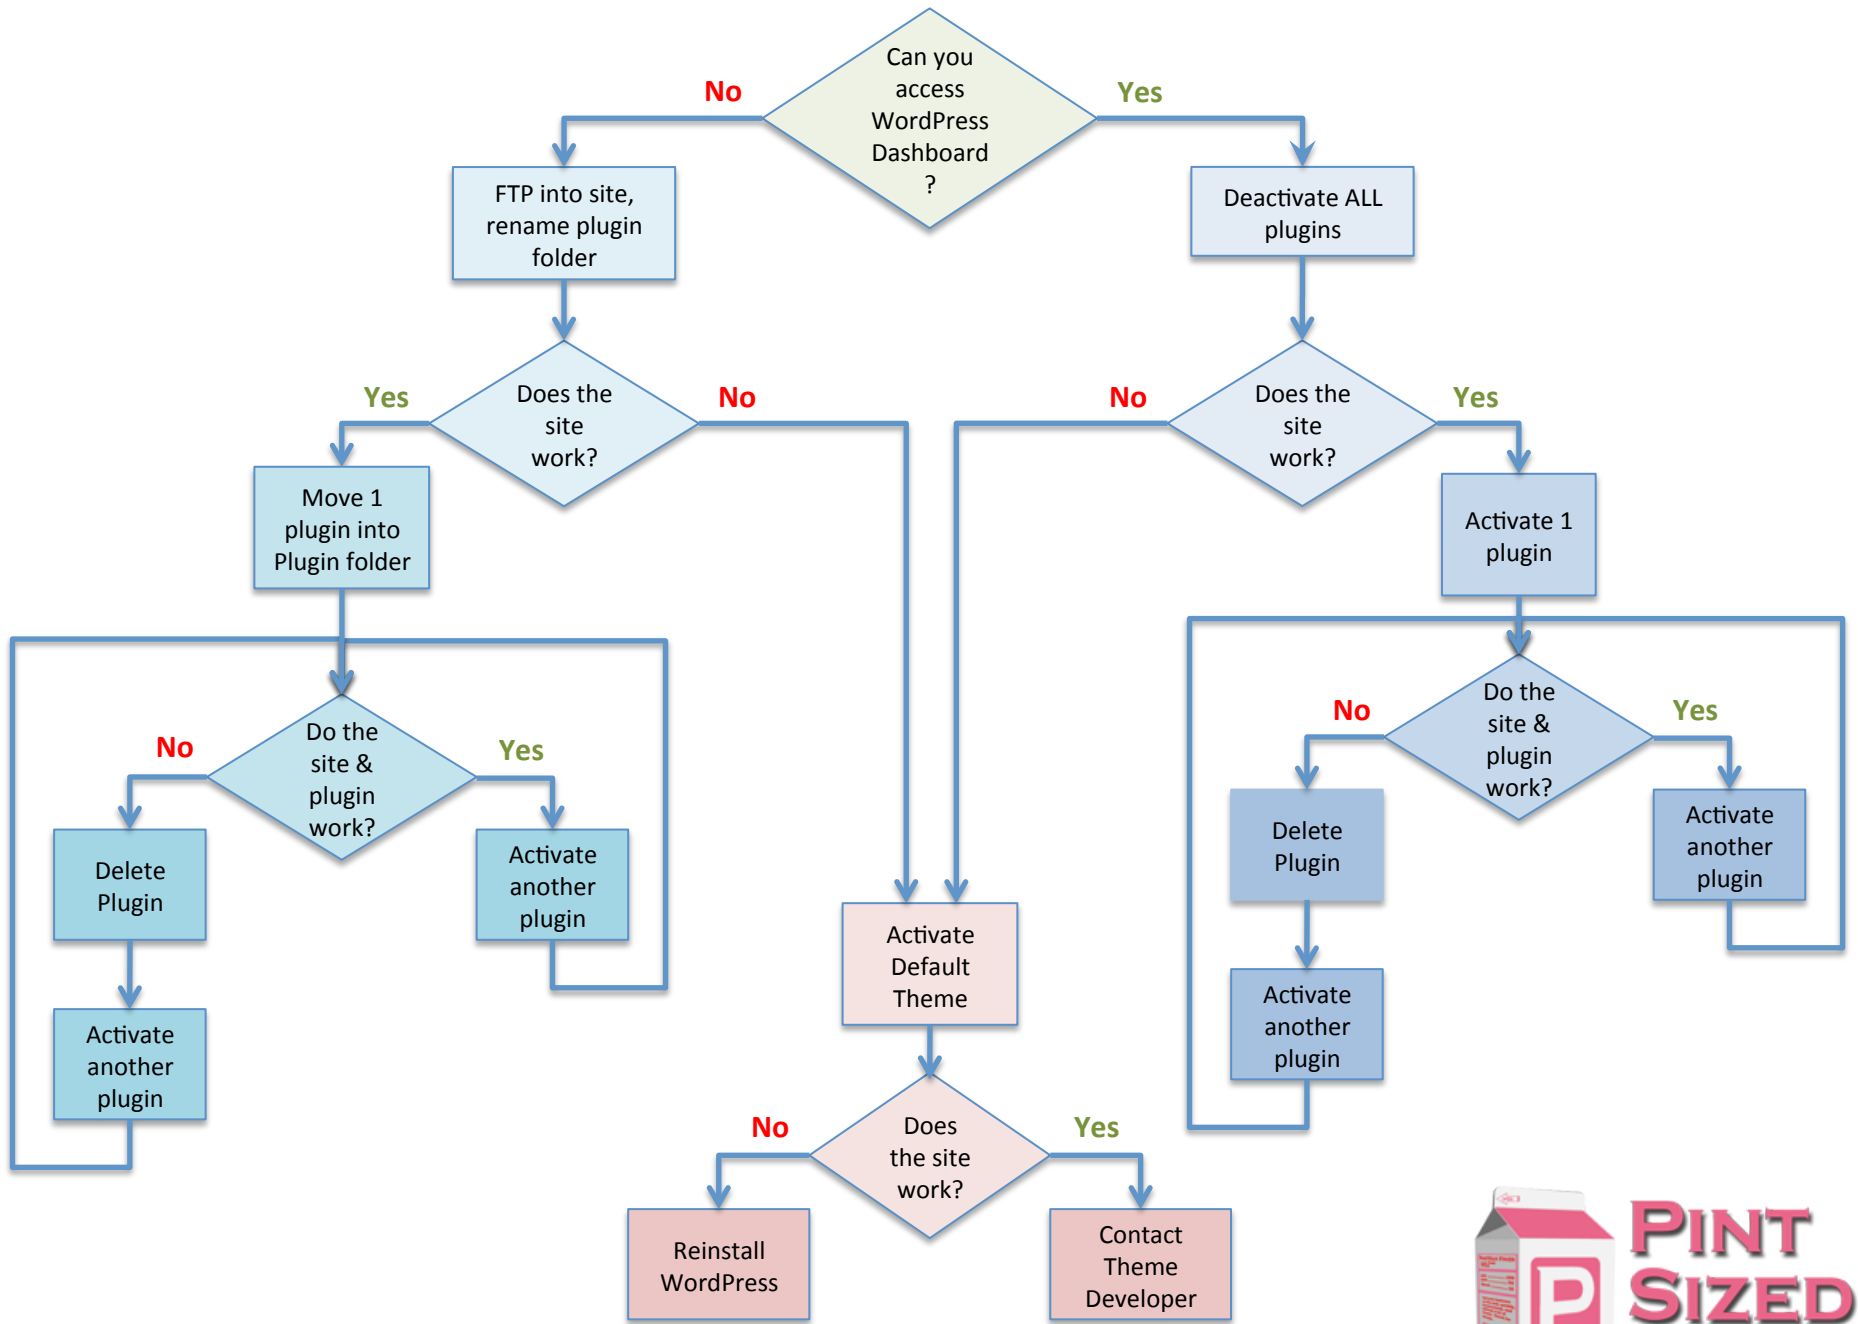 Can you
access
WordPress
Dashboard
?
No
Yes
FTP into site,
rename plugin
folder
Deactivate ALL
plugins
Does the
site
work?
Yes
No
Does the
site
work?
No
Yes
Move 1
plugin into
Plugin folder
Activate 1
plugin
Do the
site &
plugin
work?
No
Yes
Do the
site &
plugin
work?
No
Yes
Delete
Plugin
Activate
another
plugin
Activate
another
plugin
Activate
Default
Theme
Delete
Plugin
Activate
another
plugin
Activate
another
plugin
Does
the site
work?
No
Yes
Reinstall
WordPress
Contact
Theme
Developer
P
PINT
SIZED